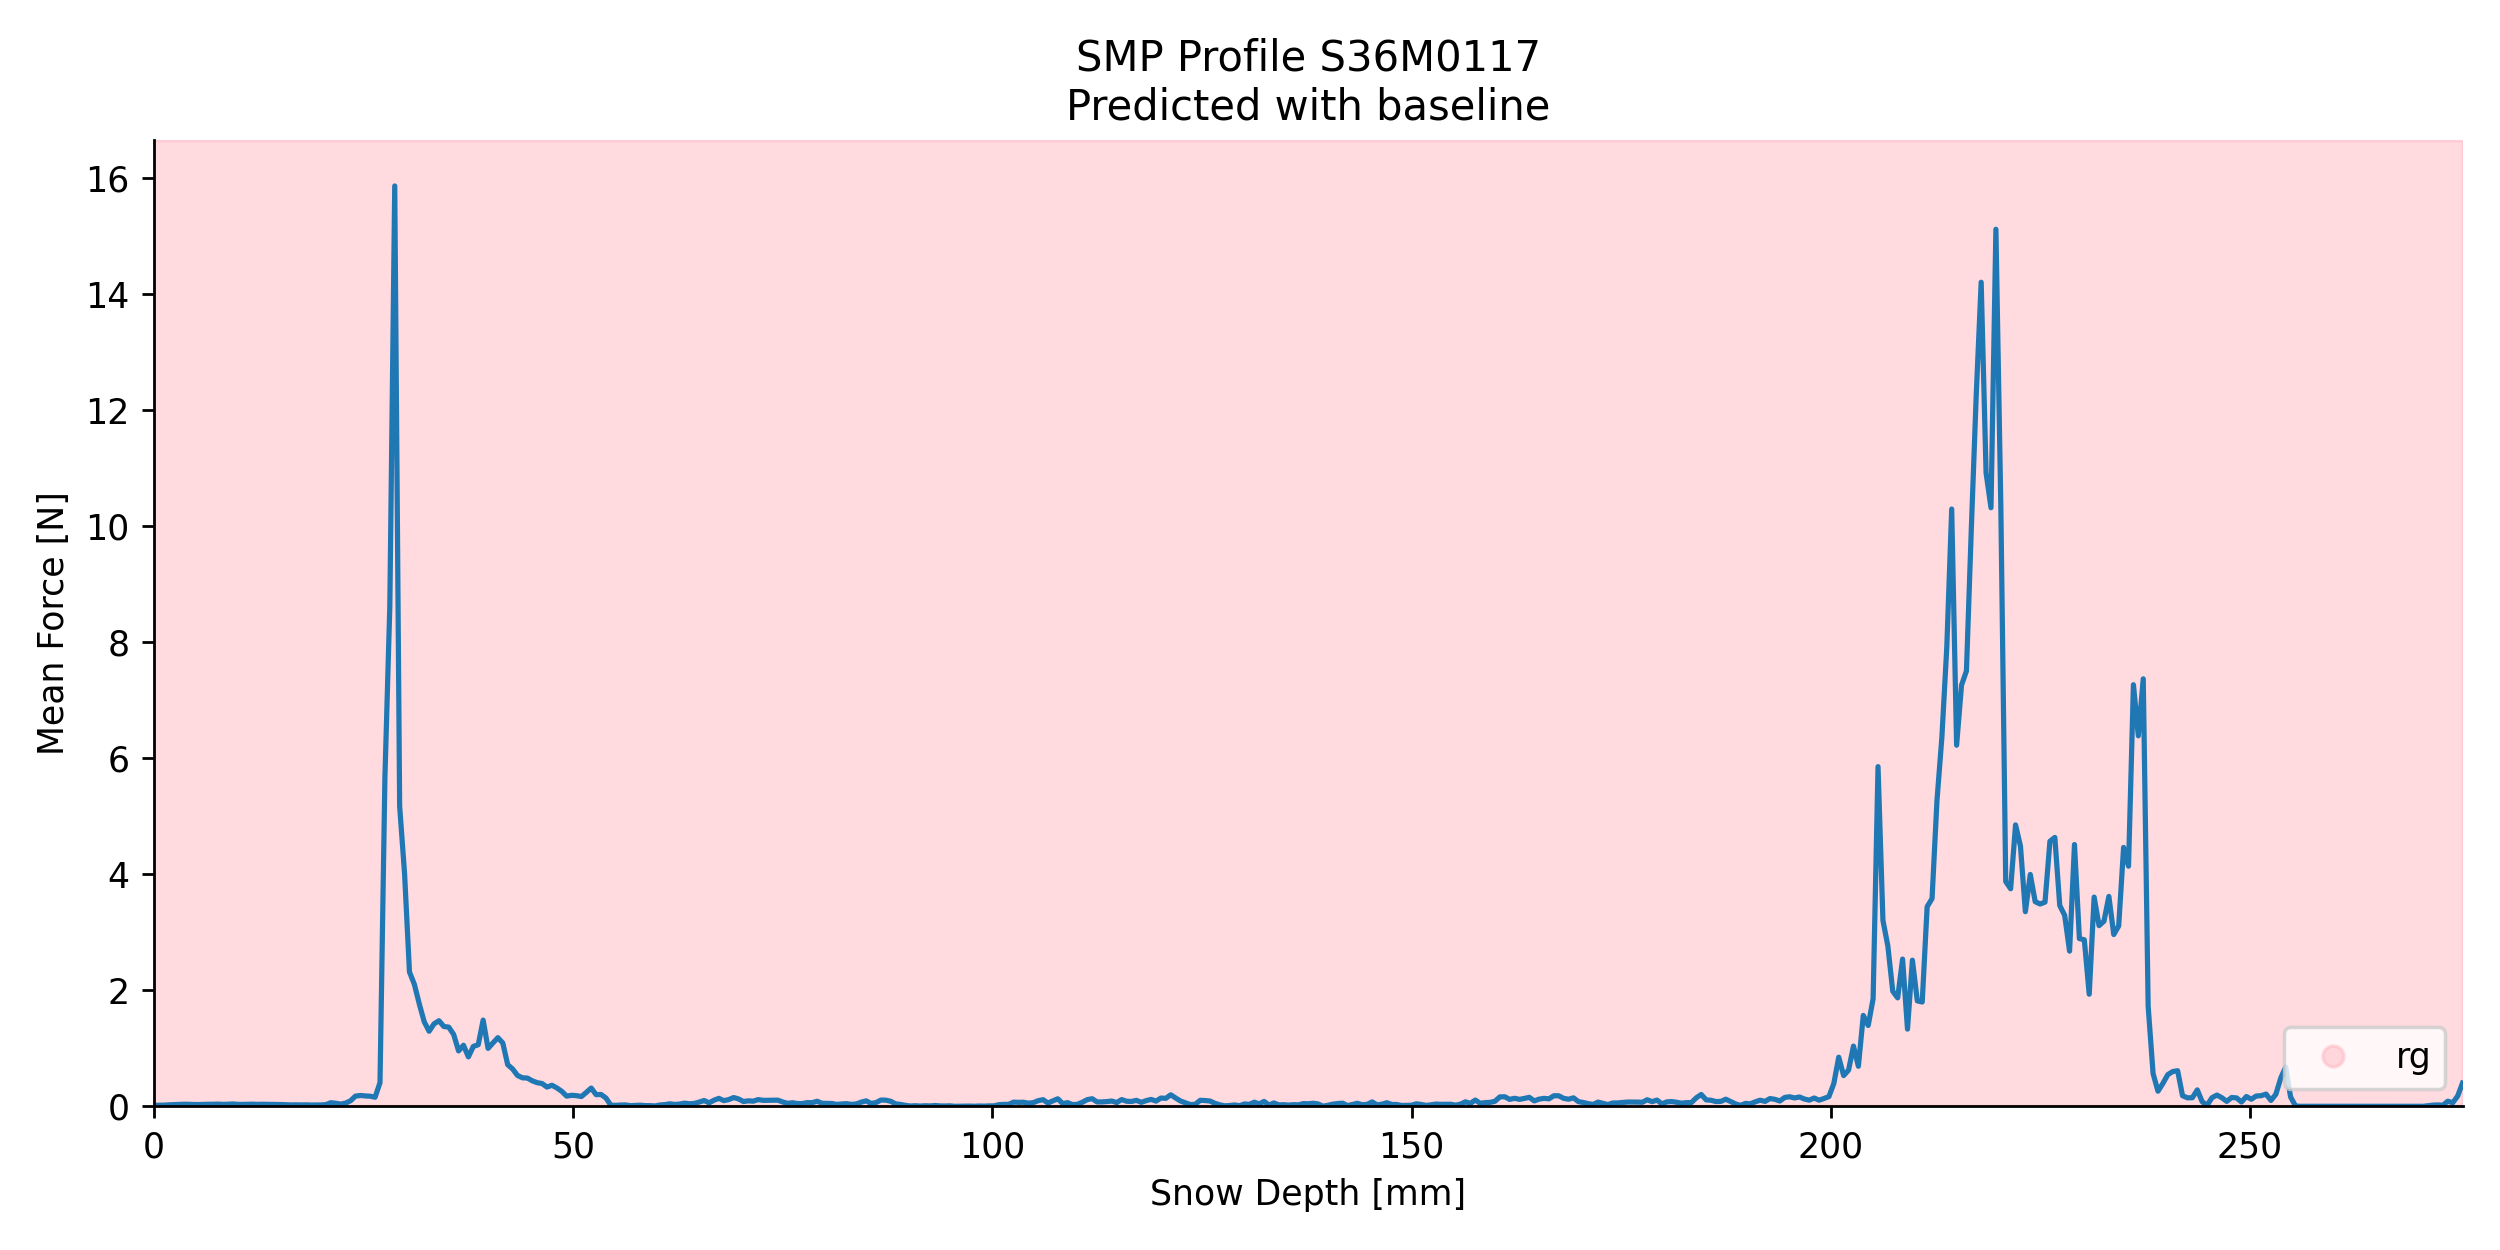 SMP Profile S36M0117
Predicted with baseline
Mean Force [N]
16
14
12
10
8
6
4
2
0
rg
0 50 100 150 200 250
Snow Depth [mm]